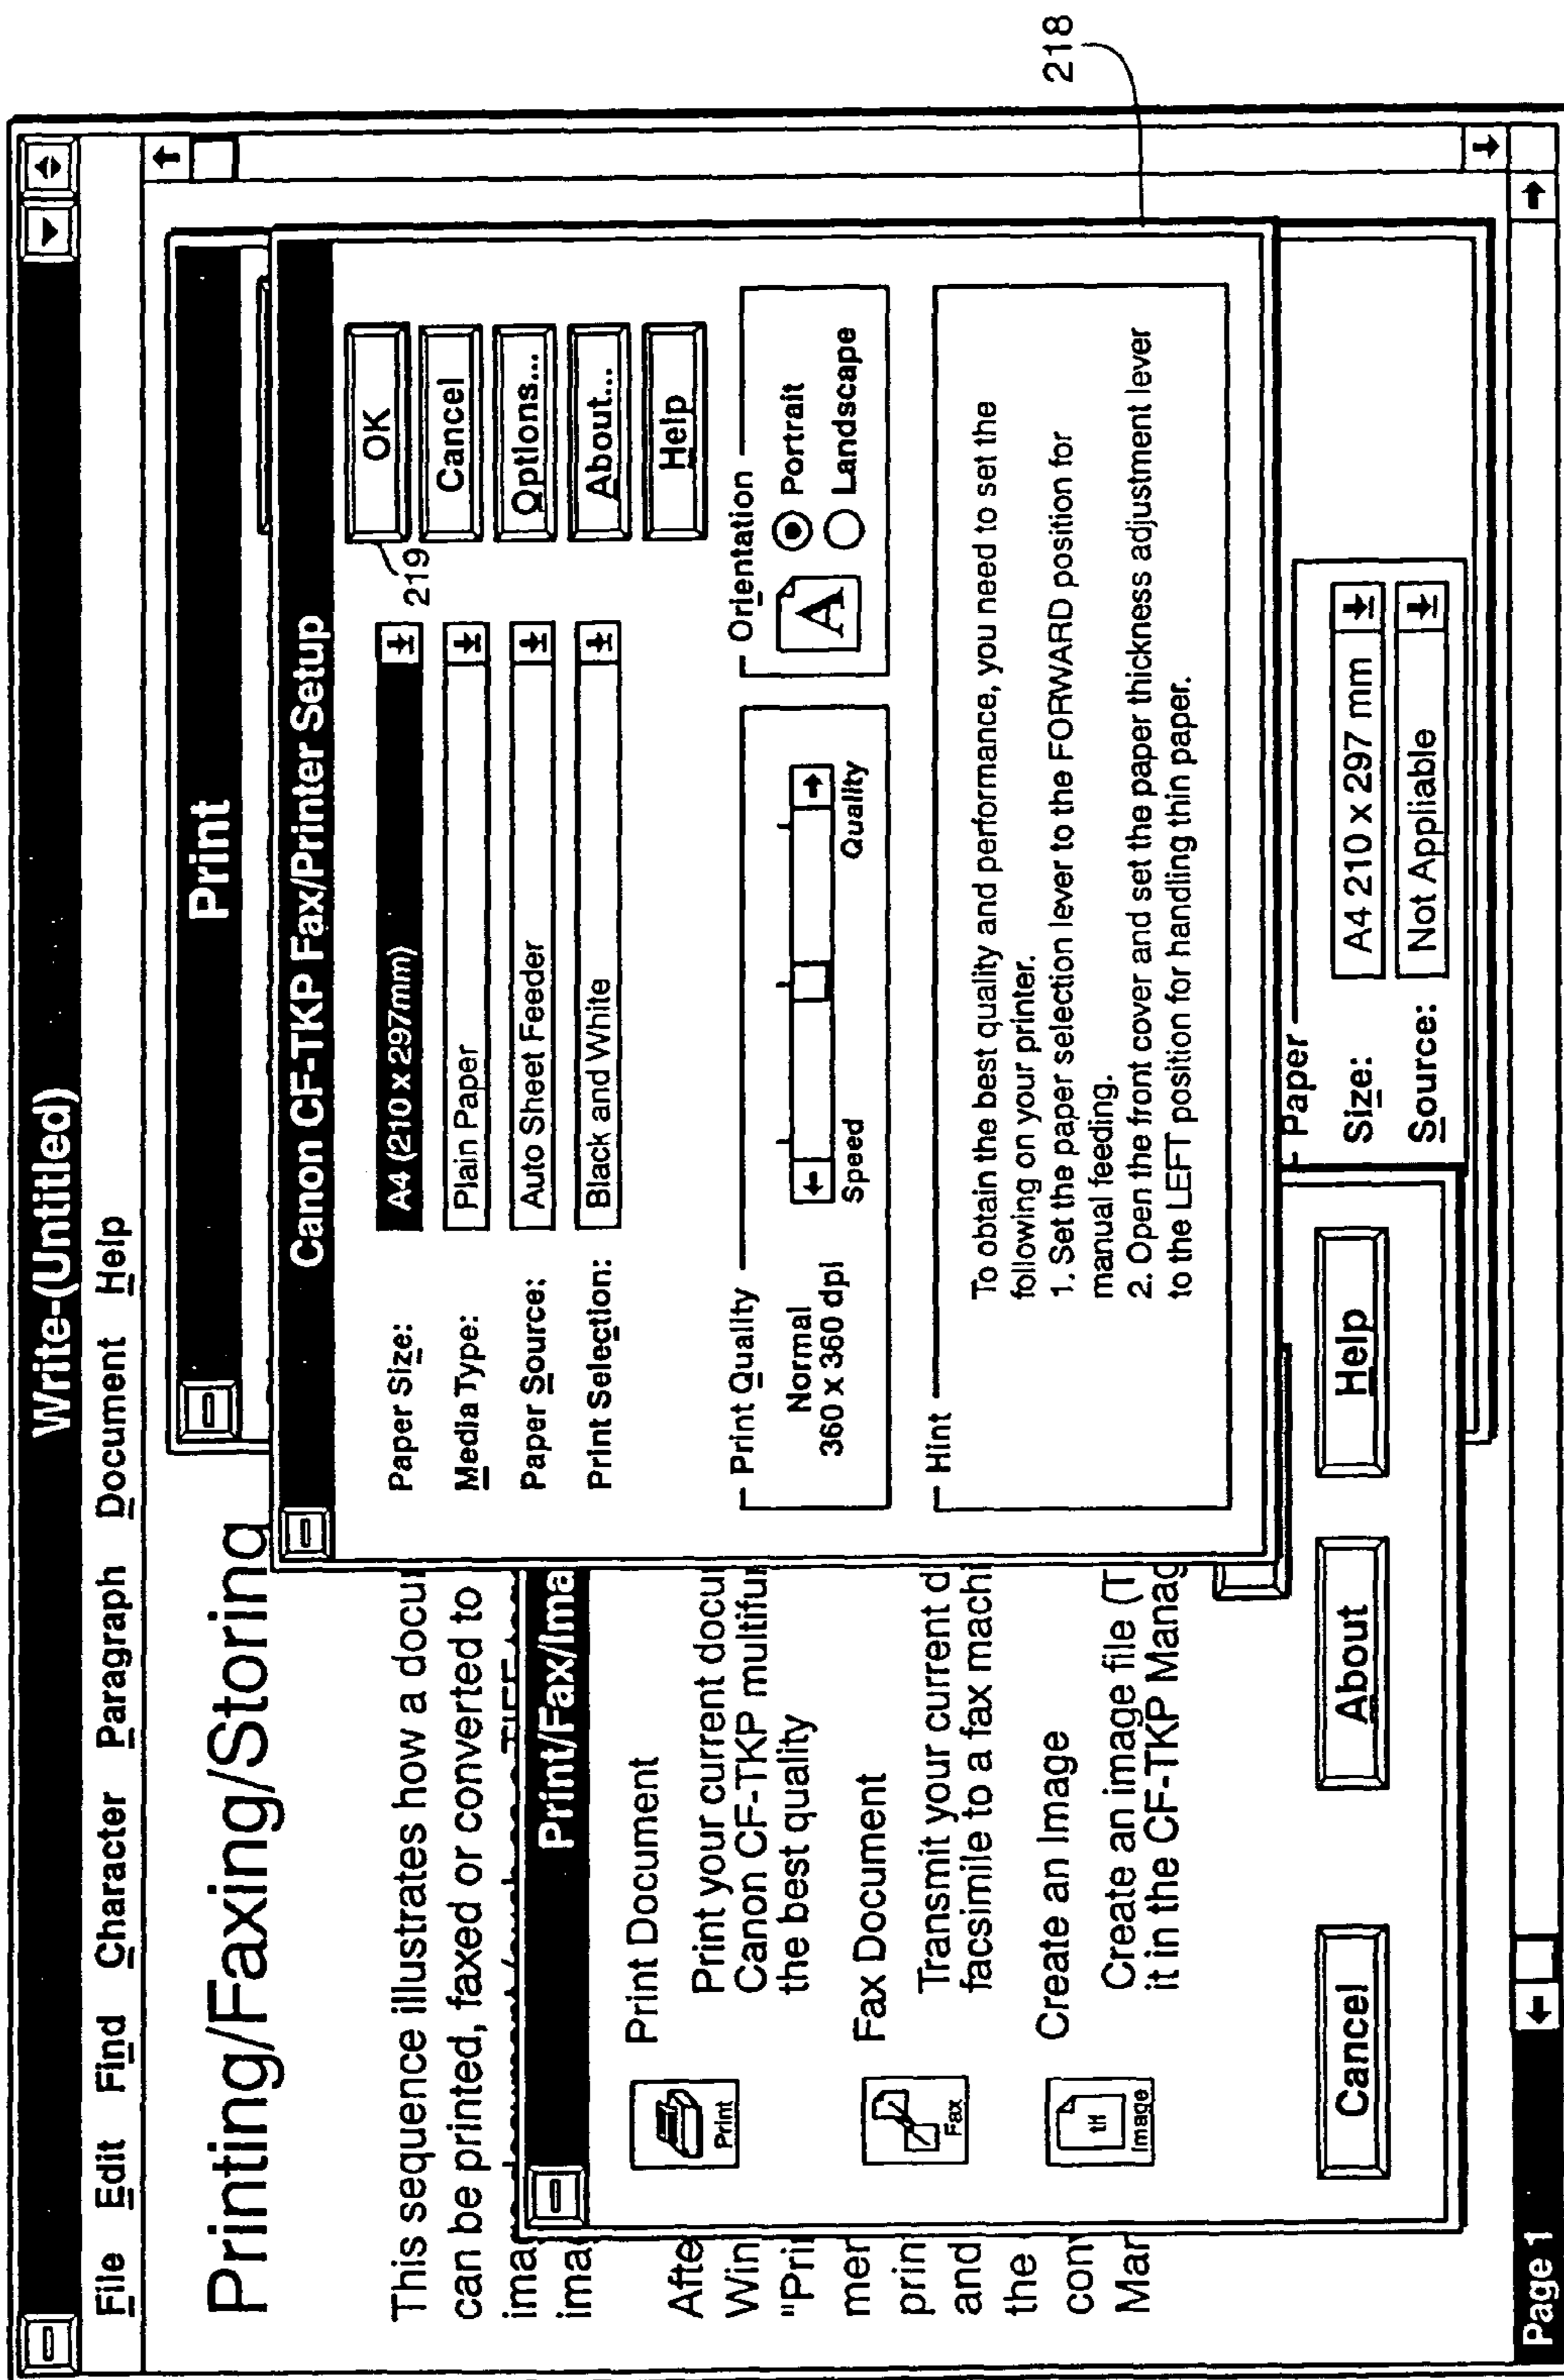 Write-(Untitled)
File Edit Find Character Paragraph Document Help
Printing/Faxing/Storing
This sequence illustrates how a docu
can be printed, faxed or converted to
ima
ima
Afte
Win
"Prin
mer
prin
and
the
con
Mar
Print
Canon CF-TKP Fax/Printer Setup
Paper Size: A4 (210 x 297mm)
Media Type: Plain Paper
Paper Source: Auto Sheet Feeder
Print Selection: Black and White
OK
219
Cancel
Options...
About...
Help
Print Quality
Normal
360 x 360 dpi
Speed Quality
Orientation
A
Portrait
Landscape
Hint
To obtain the best quality and performance, you need to set the
following on your printer.
1. Set the paper selection lever to the FORWARD position for
manual feeding.
2. Open the front cover and set the paper thickness adjustment lever
to the LEFT position for handling thin paper.
218
Print/Fax/Ima
Print
Print Document
Print your current docu
Canon CF-TKP multifun
the best quality
Fax
Fax Document
Transmit your current d
facsimile to a fax machi
tif
Image
Create an Image
Create an image file (T
it in the CF-TKP Manag
Cancel About Help
Paper
Size: A4 210 x 297 mm
Source: Not Appliable
Page 1